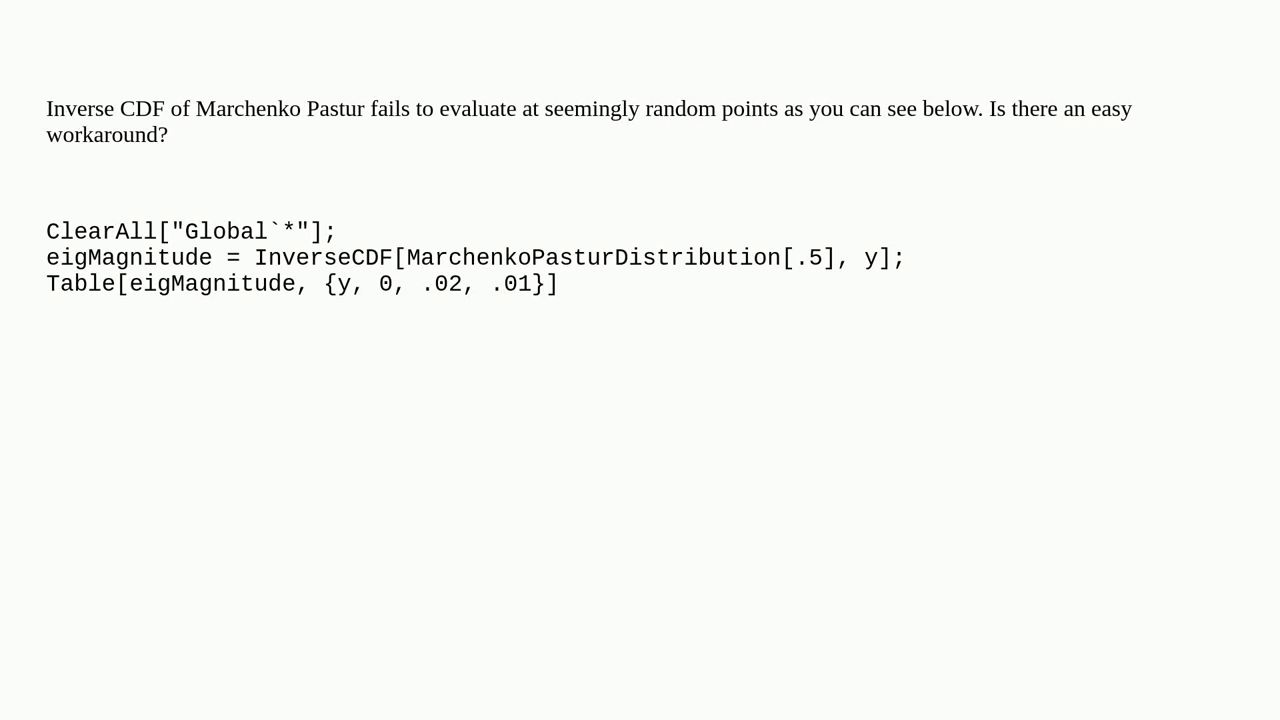 Inverse CDF of Marchenko Pastur fails to evaluate at seemingly random points as you can see below. Is there an easy
workaround?
ClearAll["Global`*"];
eigMagnitude = InverseCDF[MarchenkoPasturDistribution[.5], y];
Table[eigMagnitude, {y, 0, .02, .01}]